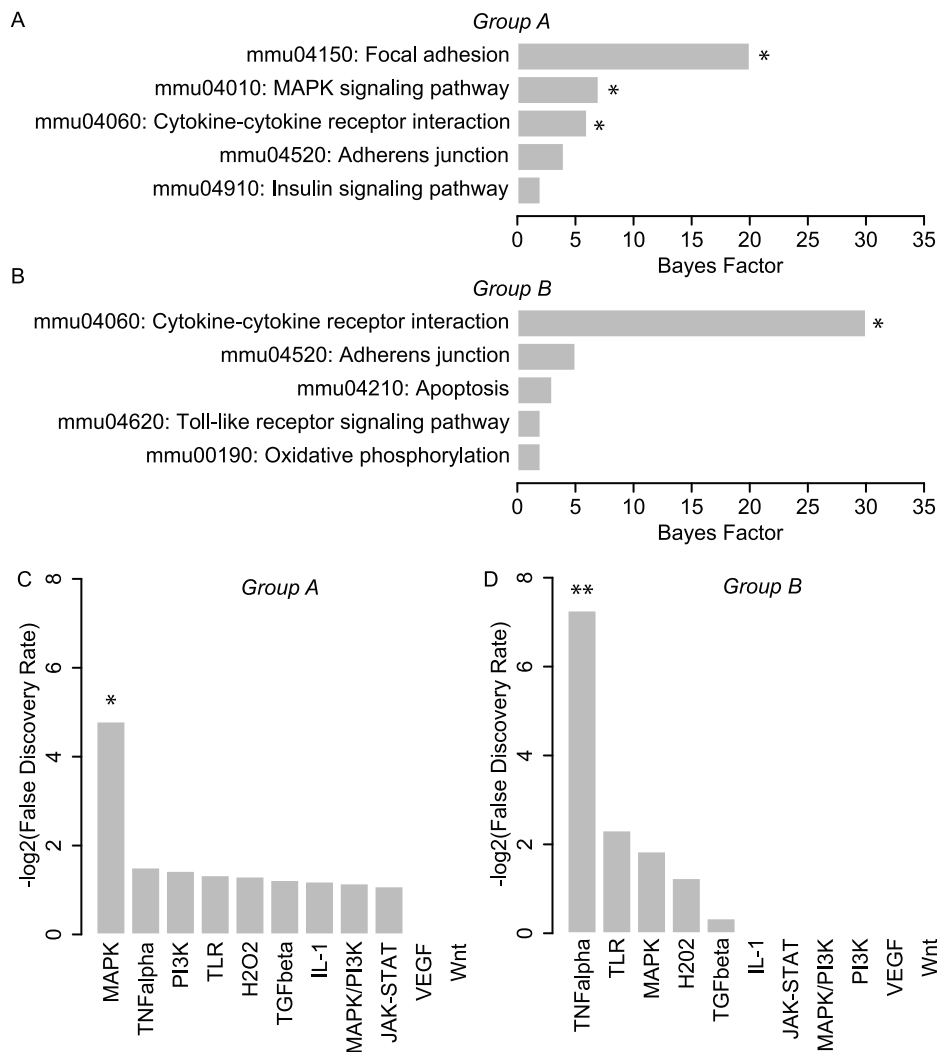 A
Group A
mmu04150: Focal adhesion
*
mmu04010: MAPK signaling pathway
*
mmu04060: Cytokine-cytokine receptor interaction
*
mmu04520: Adherens junction
mmu04910: Insulin signaling pathway
0 5 10 15 20 25 30 35
Bayes Factor
B
Group B
mmu04060: Cytokine-cytokine receptor interaction
*
mmu04520: Adherens junction
mmu04210: Apoptosis
mmu04620: Toll-like receptor signaling pathway
mmu00190: Oxidative phosphorylation
0 5 10 15 20 25 30 35
Bayes Factor
C
Group A
-log2(False Discovery Rate)
8
6
4
2
0
*
MAPK
TNFalpha
PI3K
TLR
H2O2
TGFbeta
IL-1
MAPK/PI3K
JAK-STAT
VEGF
Wnt
D
Group B
-log2(False Discovery Rate)
8
6
4
2
0
**
TNFalpha
TLR
MAPK
H202
TGFbeta
IL-1
JAK-STAT
MAPK/PI3K
PI3K
VEGF
Wnt